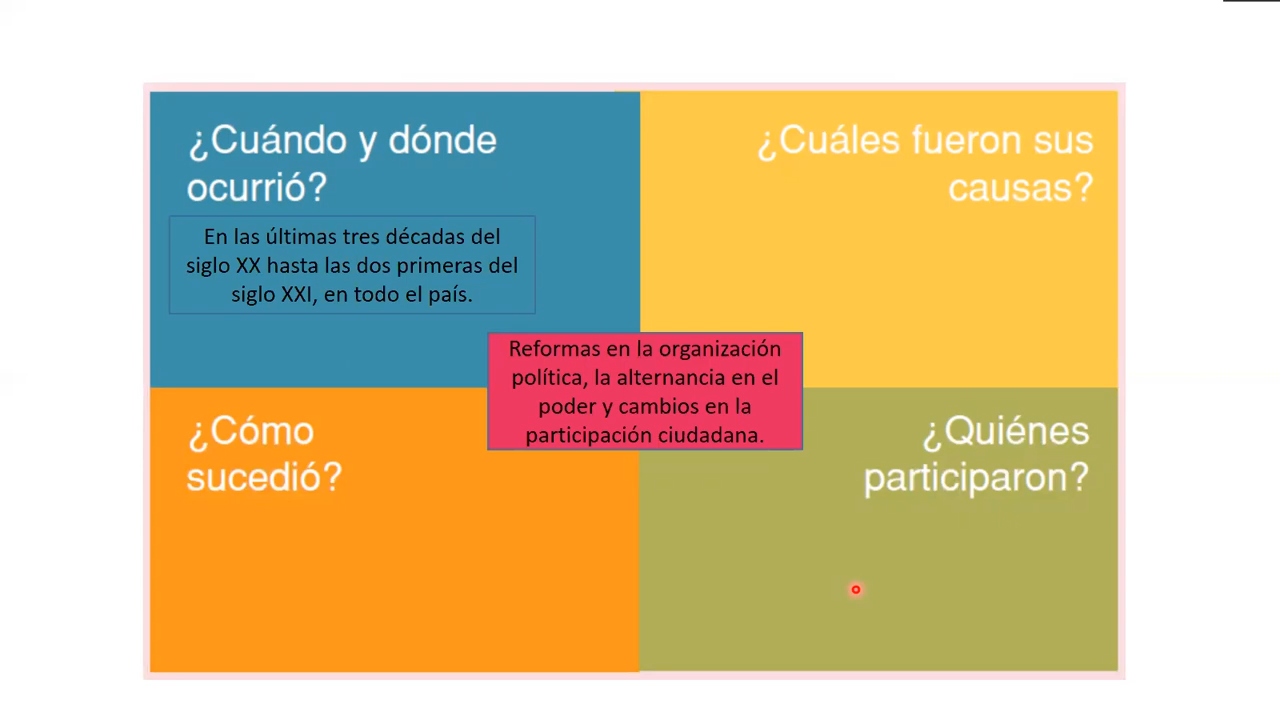 ¿Cuándo y dónde
ocurrió?
En las últimas tres décadas del
siglo XX hasta las dos primeras del
siglo XXI, en todo el país.
¿Cuáles fueron sus
causas?
Reformas en la organización
política, la alternancia en el
poder y cambios en la
participación ciudadana.
¿Cómo
sucedió?
¿Quiénes
participaron?